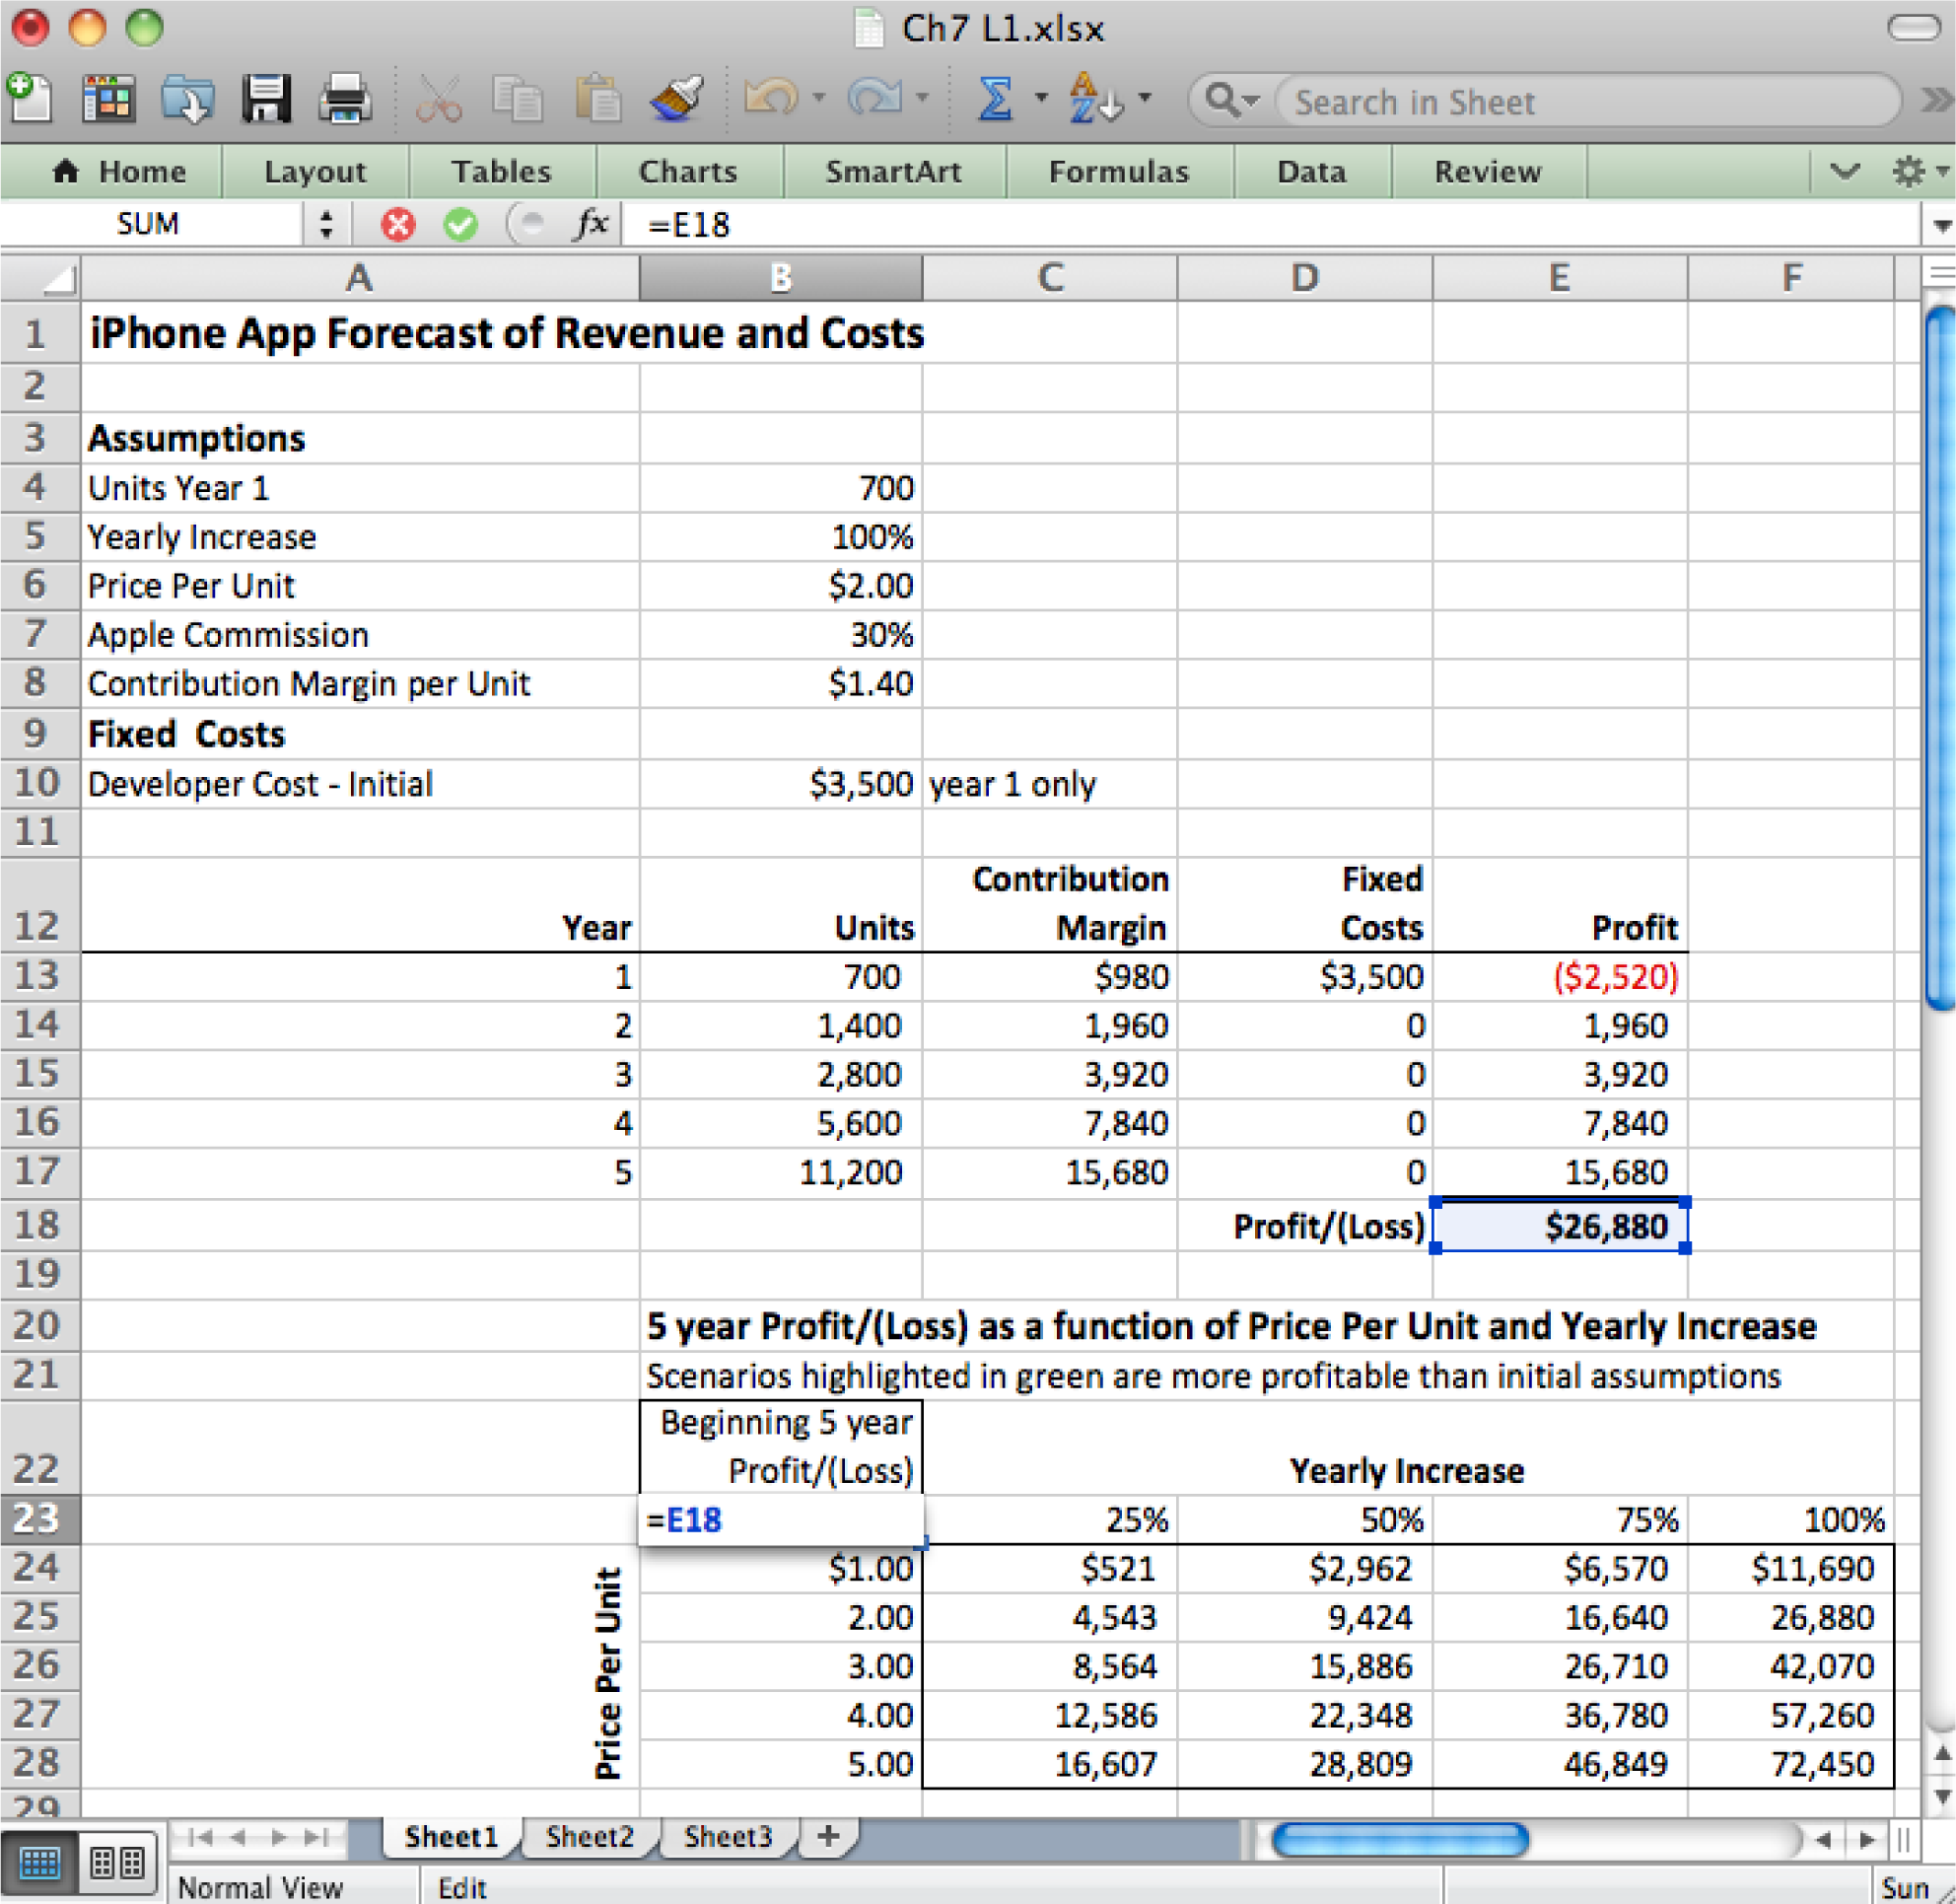 Ch7 L1.xlsx
Search in Sheet
Home Layout Tables Charts SmartArt Formulas Data Review
SUM fx =E18
A B C D E F
1 iPhone App Forecast of Revenue and Costs
2
3 Assumptions
4 Units Year 1 700
5 Yearly Increase 100%
6 Price Per Unit $2.00
7 Apple Commission 30%
8 Contribution Margin per Unit $1.40
9 Fixed Costs
10 Developer Cost - Initial $3,500 year 1 only
11
Contribution Fixed
12 Year Units Margin Costs Profit
13 1 700 $980 $3,500 ($2,520)
14 2 1,400 1,960 0 1,960
15 3 2,800 3,920 0 3,920
16 4 5,600 7,840 0 7,840
17 5 11,200 15,680 0 15,680
18 Profit/(Loss) $26,880
19
20 5 year Profit/(Loss) as a function of Price Per Unit and Yearly Increase
21 Scenarios highlighted in green are more profitable than initial assumptions
Beginning 5 year
22 Profit/(Loss) Yearly Increase
23 =E18 25% 50% 75% 100%
Price Per Unit
24 $1.00 $521 $2,962 $6,570 $11,690
25 2.00 4,543 9,424 16,640 26,880
26 3.00 8,564 15,886 26,710 42,070
27 4.00 12,586 22,348 36,780 57,260
28 5.00 16,607 28,809 46,849 72,450
29
Sheet1 Sheet2 Sheet3 +
Normal View Edit Sun